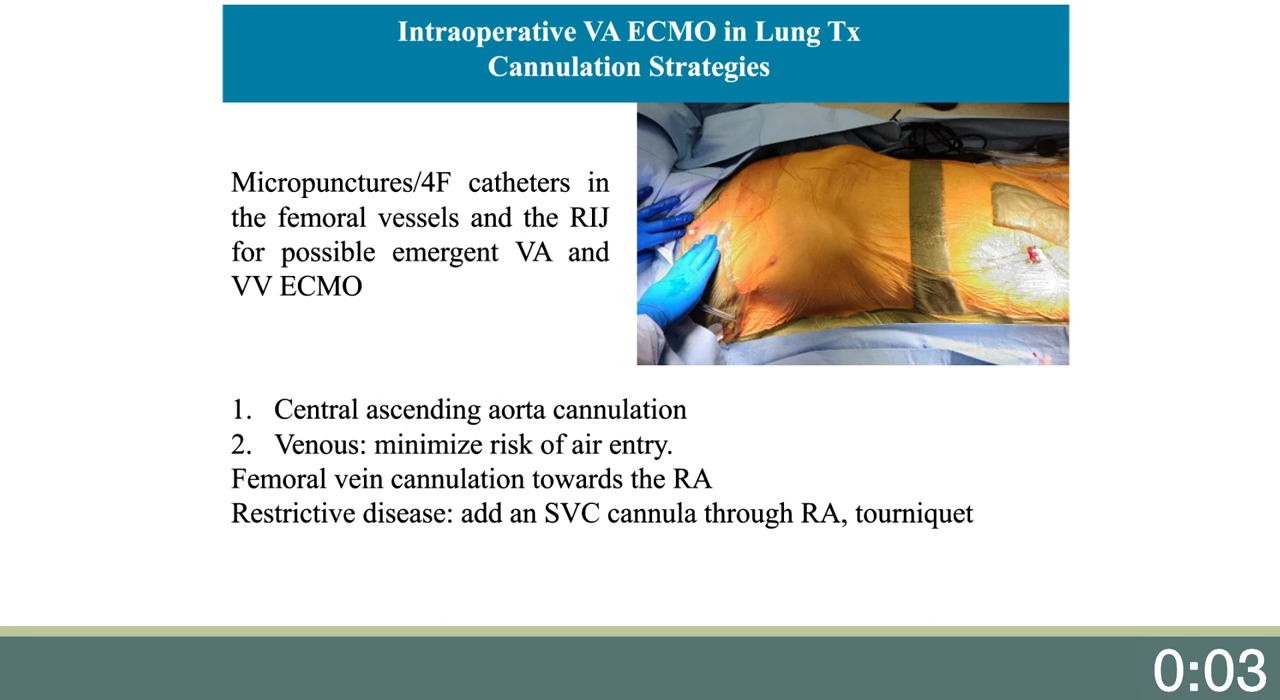 Intraoperative VA ECMO in Lung Tx
Cannulation Strategies
Micropunctures/4F catheters in
the femoral vessels and the RIJ
for possible emergent VA and
VV ECMO
1. Central ascending aorta cannulation
2. Venous: minimize risk of air entry.
Femoral vein cannulation towards the RA
Restrictive disease: add an SVC cannula through RA, tourniquet
0:03